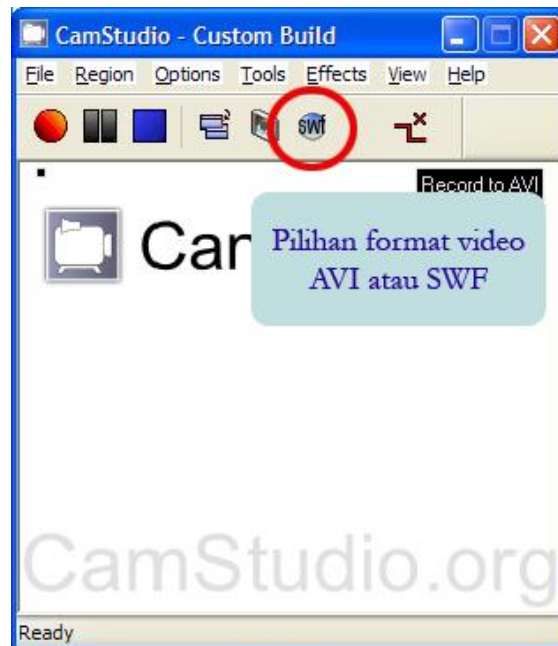 CamStudio - Custom Build
File Region Options Tools Effects View Help
swf
Record to AVI
Cam
Pilihan format video
AVI atau SWF
CamStudio.org
Ready